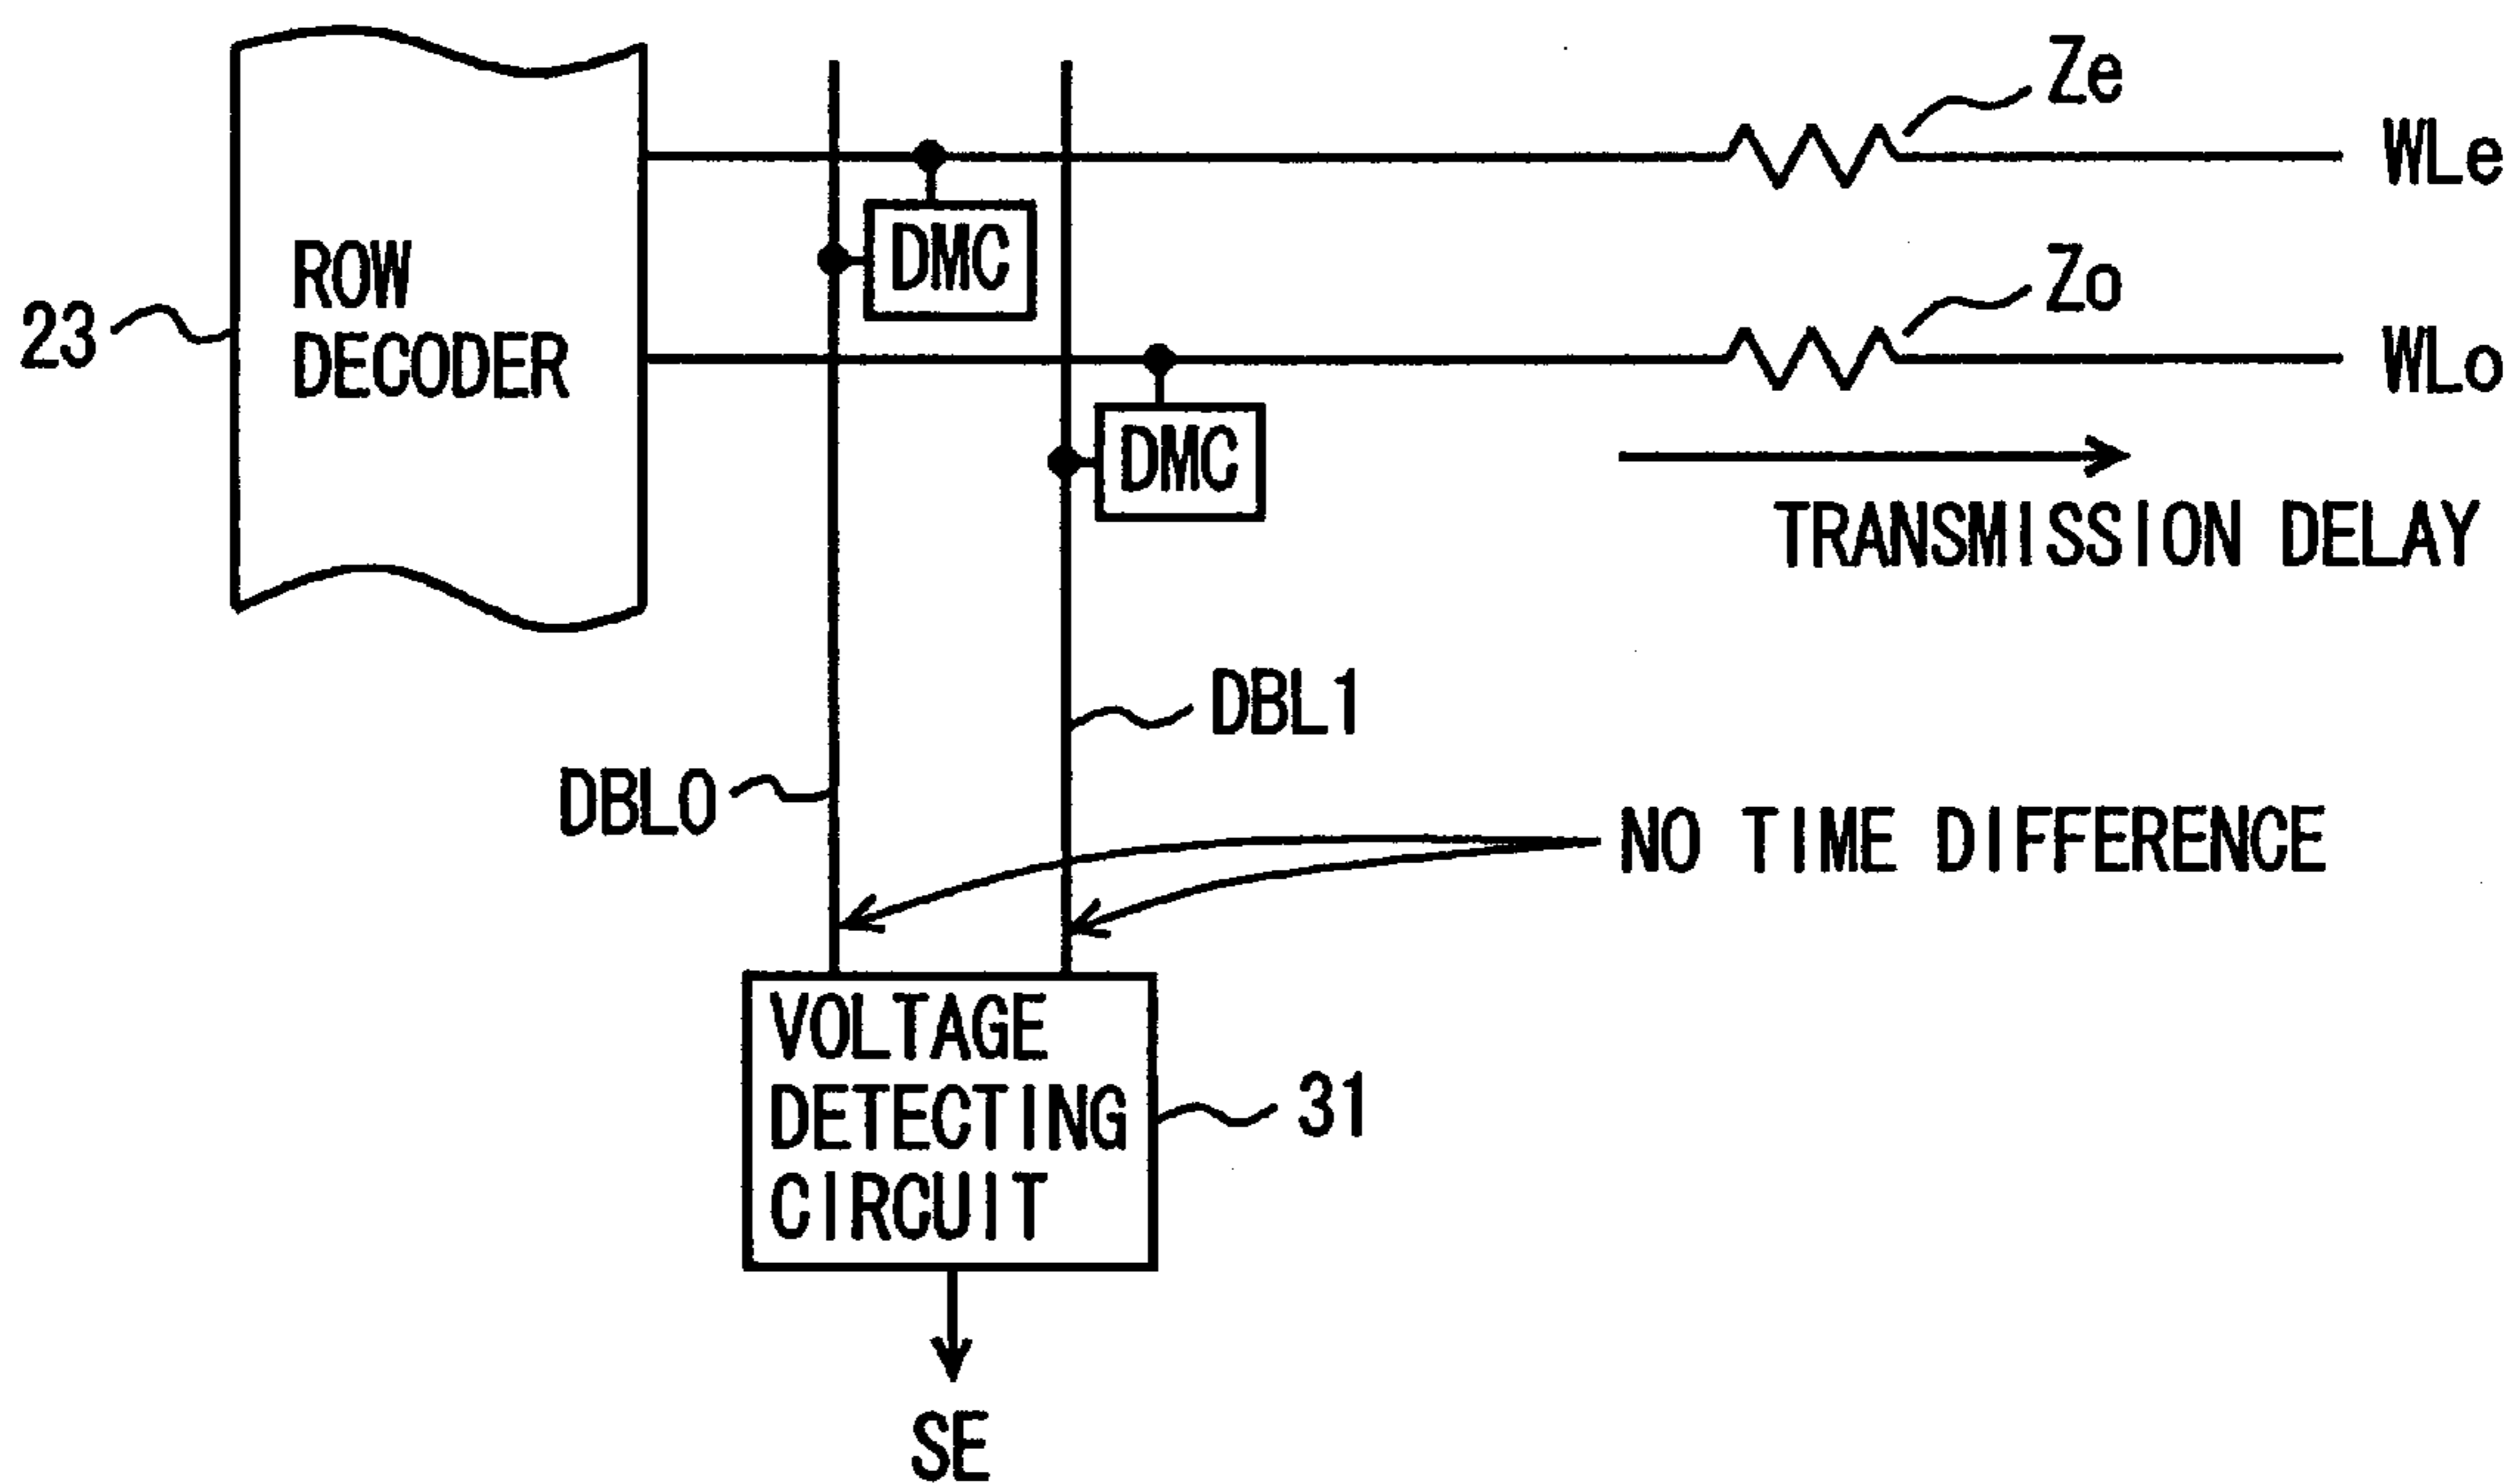 Ze
WLe
ROW
DECODER
23
DMC
Zo
WLo
DMC
TRANSMISSION DELAY
DBL1
DBL0
NO TIME DIFFERENCE
VOLTAGE
DETECTING
CIRCUIT
31
SE